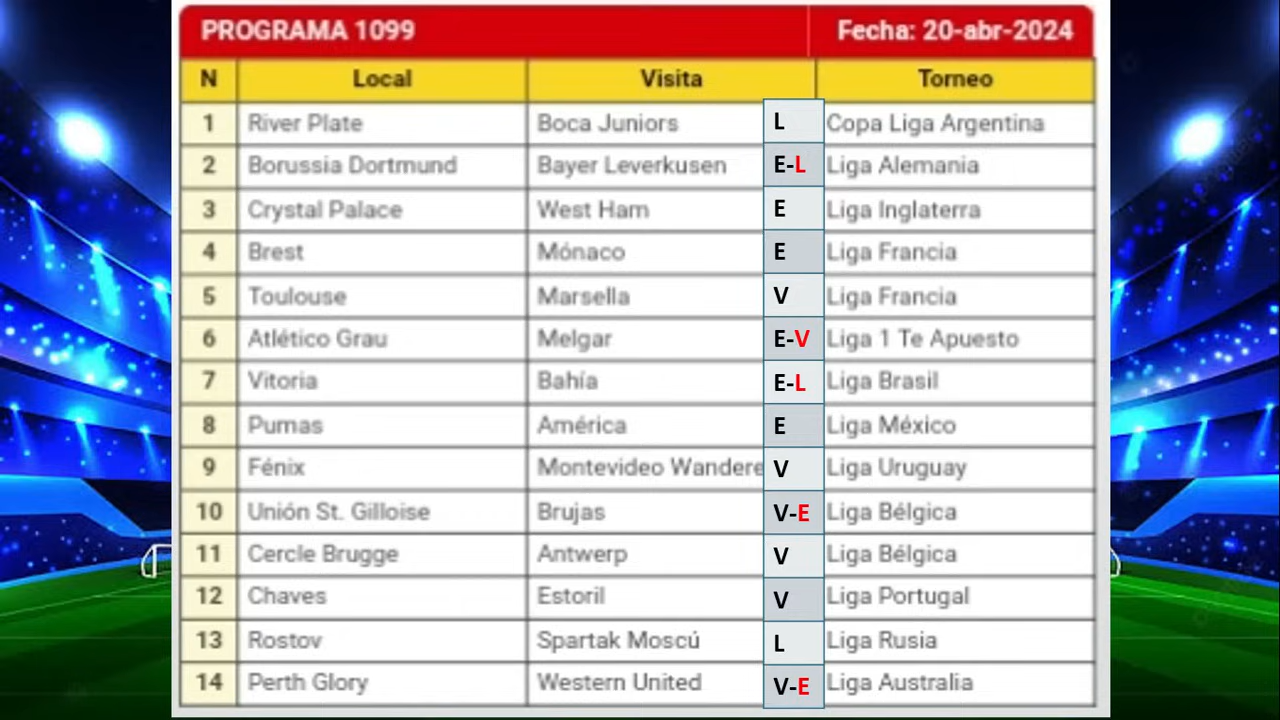 PROGRAMA 1099 Fecha: 20-abr-2024
N Local Visita Torneo
1 River Plate Boca Juniors L Copa Liga Argentina
2 Borussia Dortmund Bayer Leverkusen E-L Liga Alemania
3 Crystal Palace West Ham E Liga Inglaterra
4 Brest Mónaco E Liga Francia
5 Toulouse Marsella V Liga Francia
6 Atlético Grau Melgar E-V Liga 1 Te Apuesto
7 Vitoria Bahía E-L Liga Brasil
8 Pumas América E Liga México
9 Fénix Montevideo Wandere V Liga Uruguay
10 Unión St. Gilloise Brujas V-E Liga Bélgica
11 Cercle Brugge Antwerp V Liga Bélgica
12 Chaves Estoril V Liga Portugal
13 Rostov Spartak Moscú L Liga Rusia
14 Perth Glory Western United V-E Liga Australia